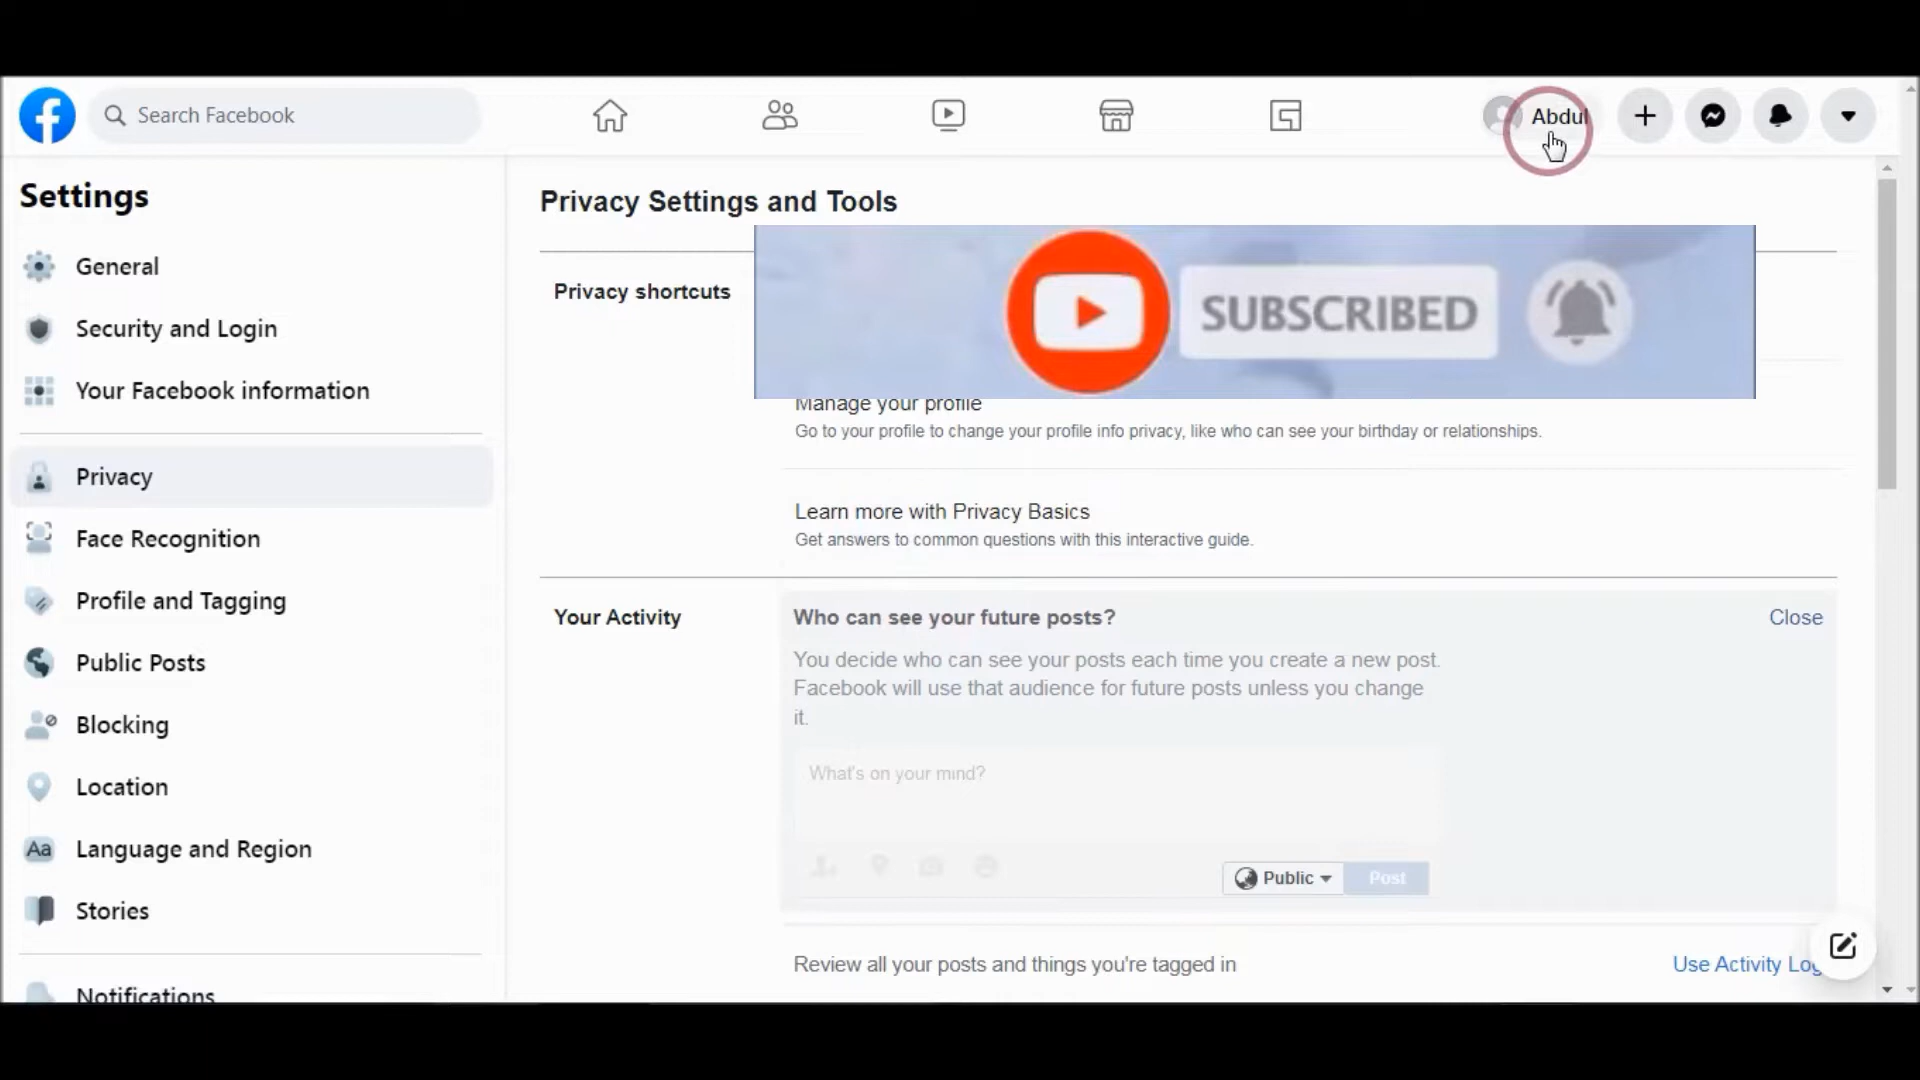 Search Facebook
Abdul
Settings
General
Security and Login
Your Facebook information
Privacy
Face Recognition
Profile and Tagging
Public Posts
Blocking
Location
Aa Language and Region
Stories
Notifications
Privacy Settings and Tools
Privacy shortcuts
SUBSCRIBED
Manage your profile
Go to your profile to change your profile info privacy, like who can see your birthday or relationships.
Learn more with Privacy Basics
Get answers to common questions with this interactive guide.
Your Activity
Who can see your future posts?
Close
You decide who can see your posts each time you create a new post.
Facebook will use that audience for future posts unless you change
it.
What's on your mind?
Public
Post
Review all your posts and things you're tagged in
Use Activity Log